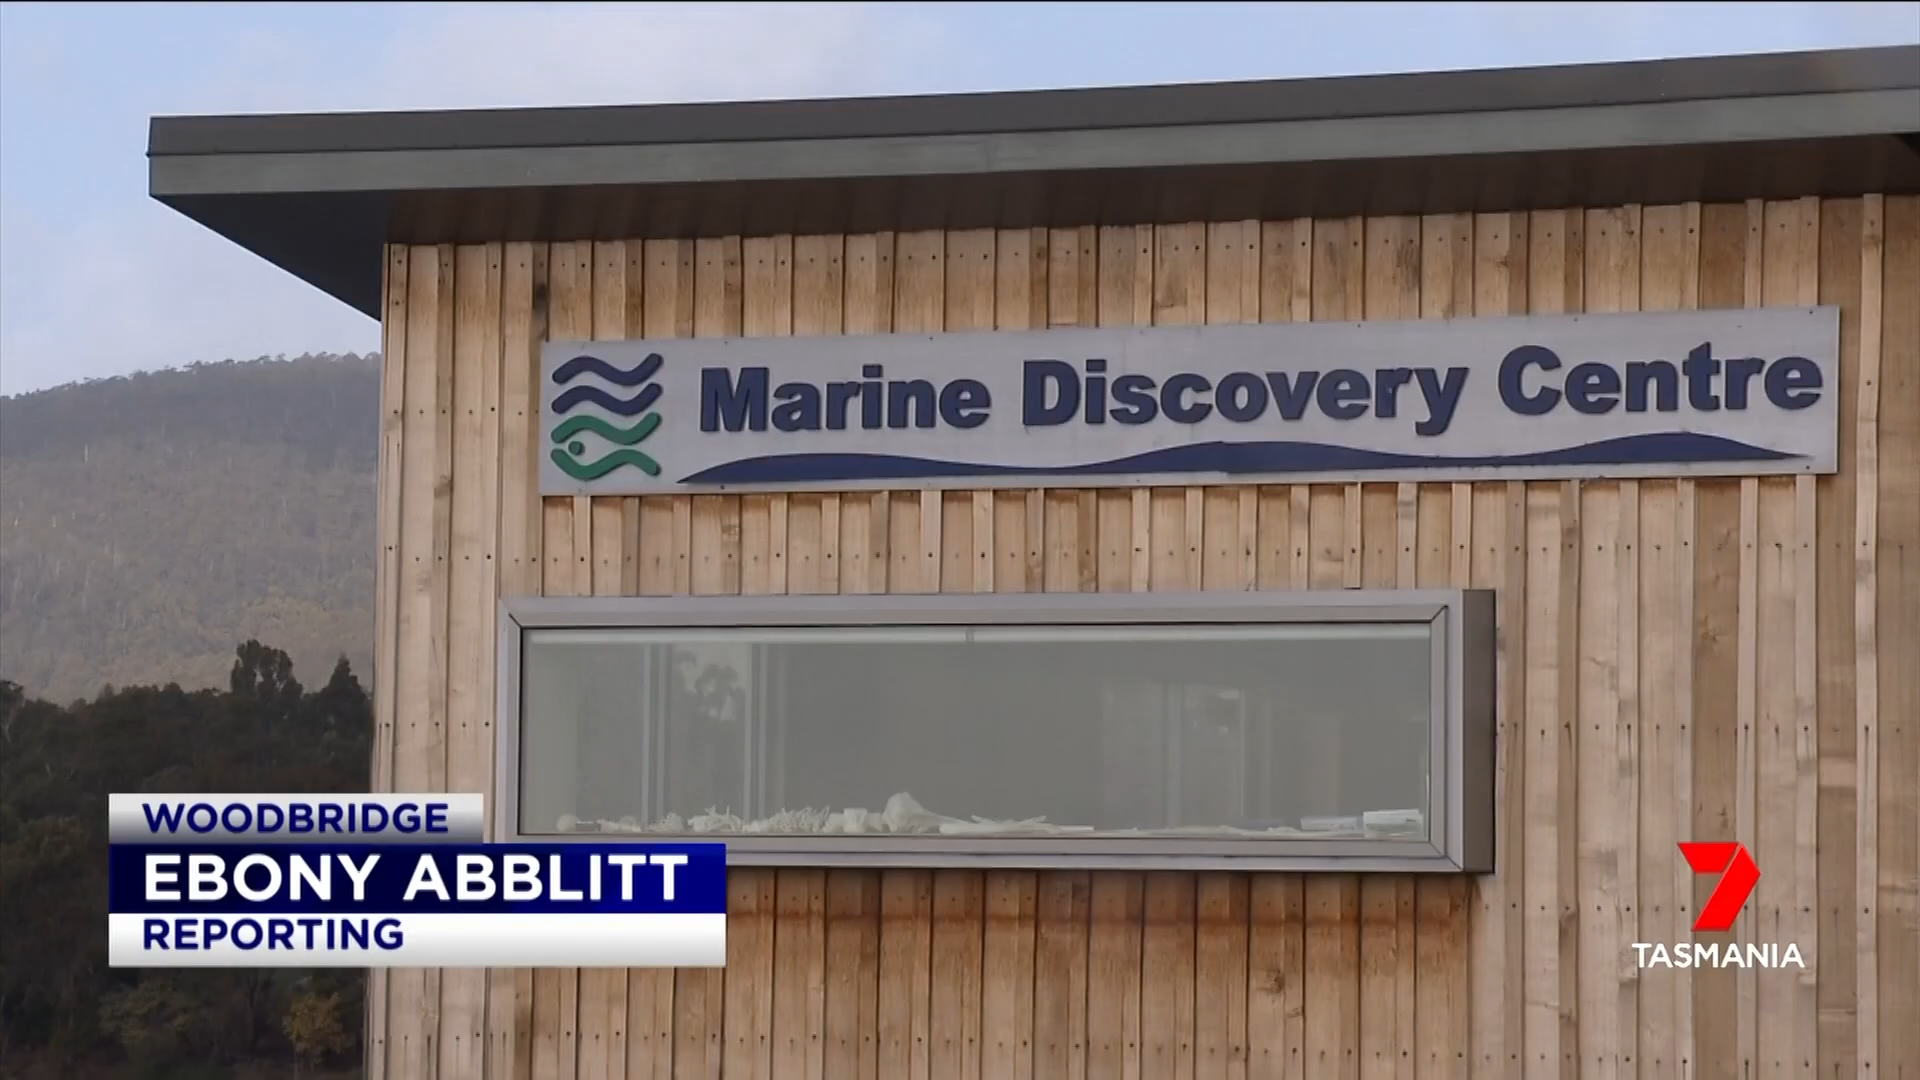 Marine Discovery Centre
WOODBRIDGE
EBONY ABBLITT
REPORTING
7
TASMANIA